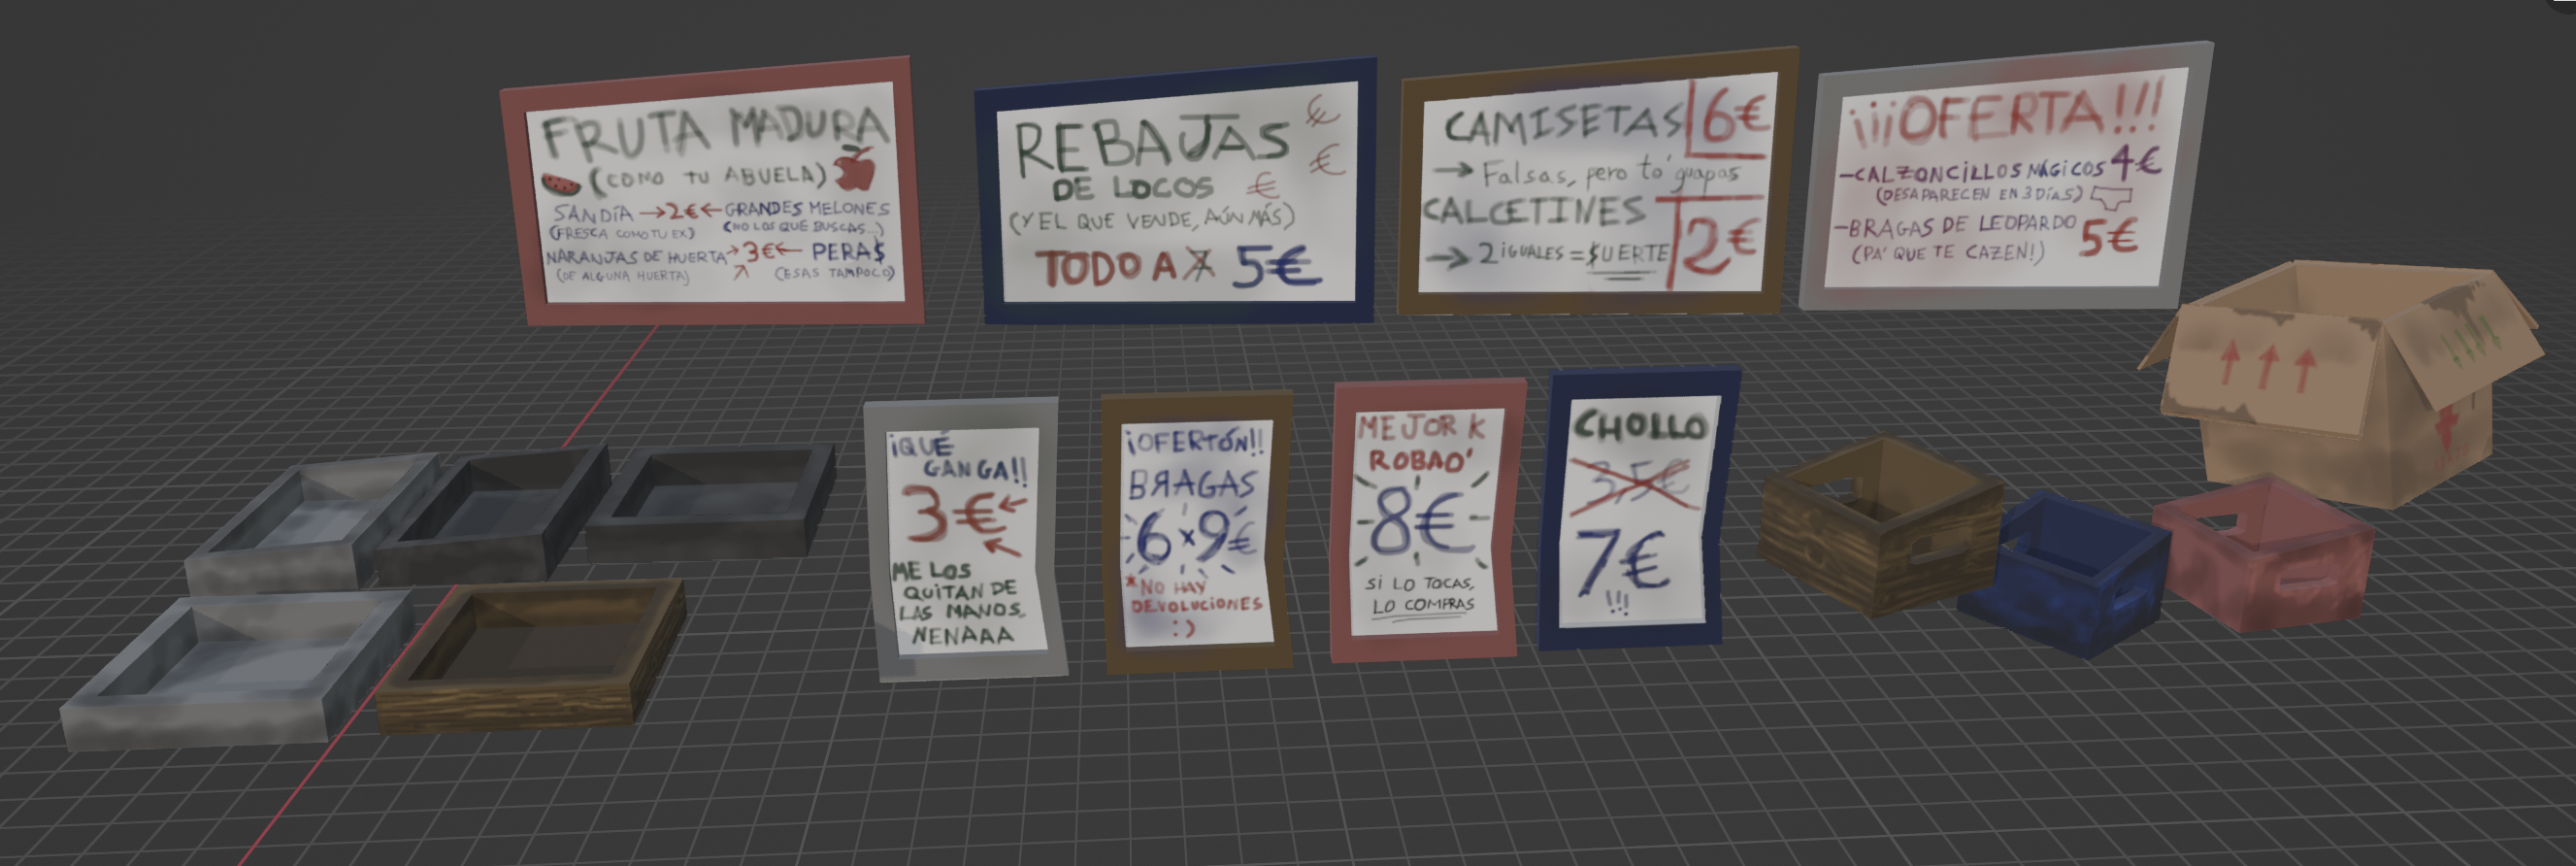 FRUTA MADURA
(COMO TU ABUELA)
SANDÍA → 2€ ← GRANDES MELONES
(FRESCA COMO TU EX) (NO LOS QUE BUSCAS...)
NARANJAS DE HUERTA → 3€ ← PERAS
(DE ALGUNA HUERTA) (ESAS TAMPOCO)
REBAJAS
DE LOCOS
(Y EL QUE VENDE, AÚN MÁS)
TODO A 5€
€
€
€
CAMISETAS 6€
→ Falsas, pero to' guapas
CALCETINES
→ 2 iGUALES = SUERTE 2€
¡¡¡OFERTA!!!
-CALZONCiLLOS MÁGiCOS 4€
(DESAPARECEN EN 3 DÍAS)
-BRAGAS DE LEOPARDO
(PA' QUE TE CAZEN!) 5€
¡QUÉ
GANGA!!
3€ ←
ME LOS
QUiTAN DE
LAS MANOS,
NENAAA
¡OFERTÓN!!
BRAGAS
6x9€
*NO HAY
DEVOLUCiONES
:)
MEJOR K
ROBAO'
8€
Si LO TOCAS,
LO COMPRAS
CHOLLO
3,5€
7€
!!!